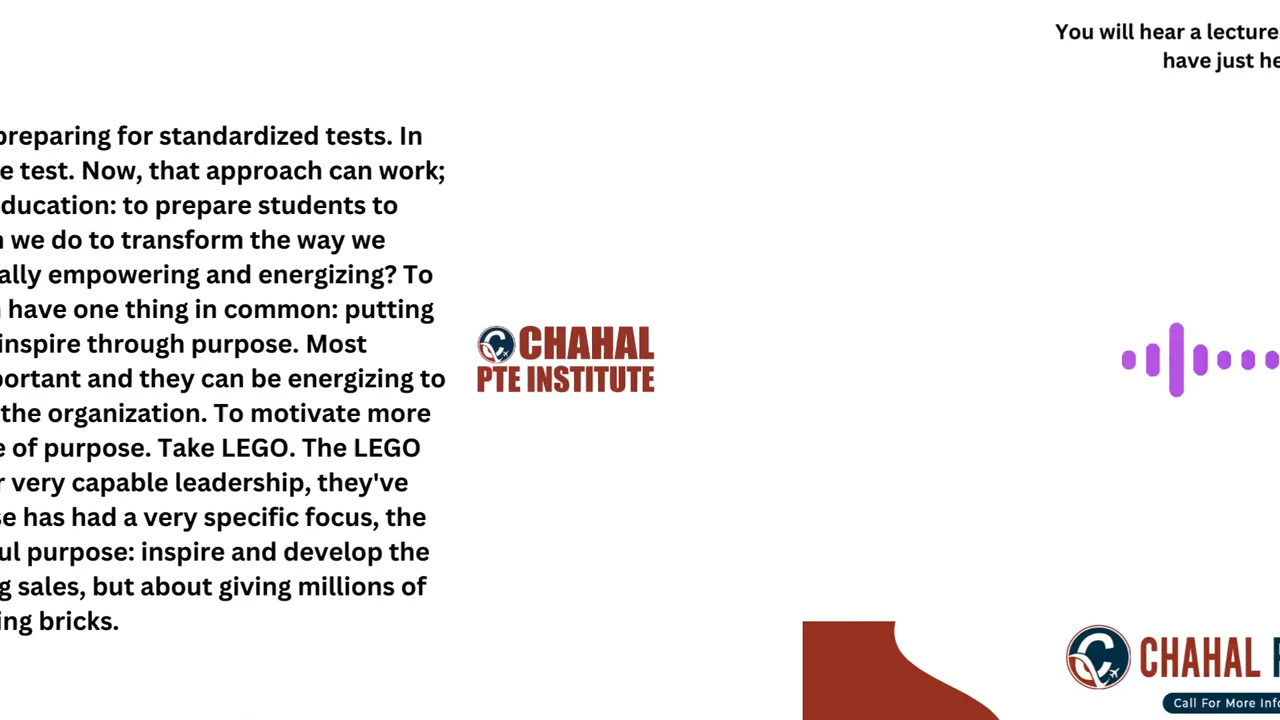 preparing for standardized tests. In
e test. Now, that approach can work;
ducation: to prepare students to
we do to transform the way we
ally empowering and energizing? To
have one thing in common: putting
inspire through purpose. Most
portant and they can be energizing to
the organization. To motivate more
e of purpose. Take LEGO. The LEGO
r very capable leadership, they've
se has had a very specific focus, the
ul purpose: inspire and develop the
g sales, but about giving millions of
ing bricks.
CHAHAL
PTE INSTITUTE
You will hear a lecture
have just he
CHAHAL P
Call For More Info